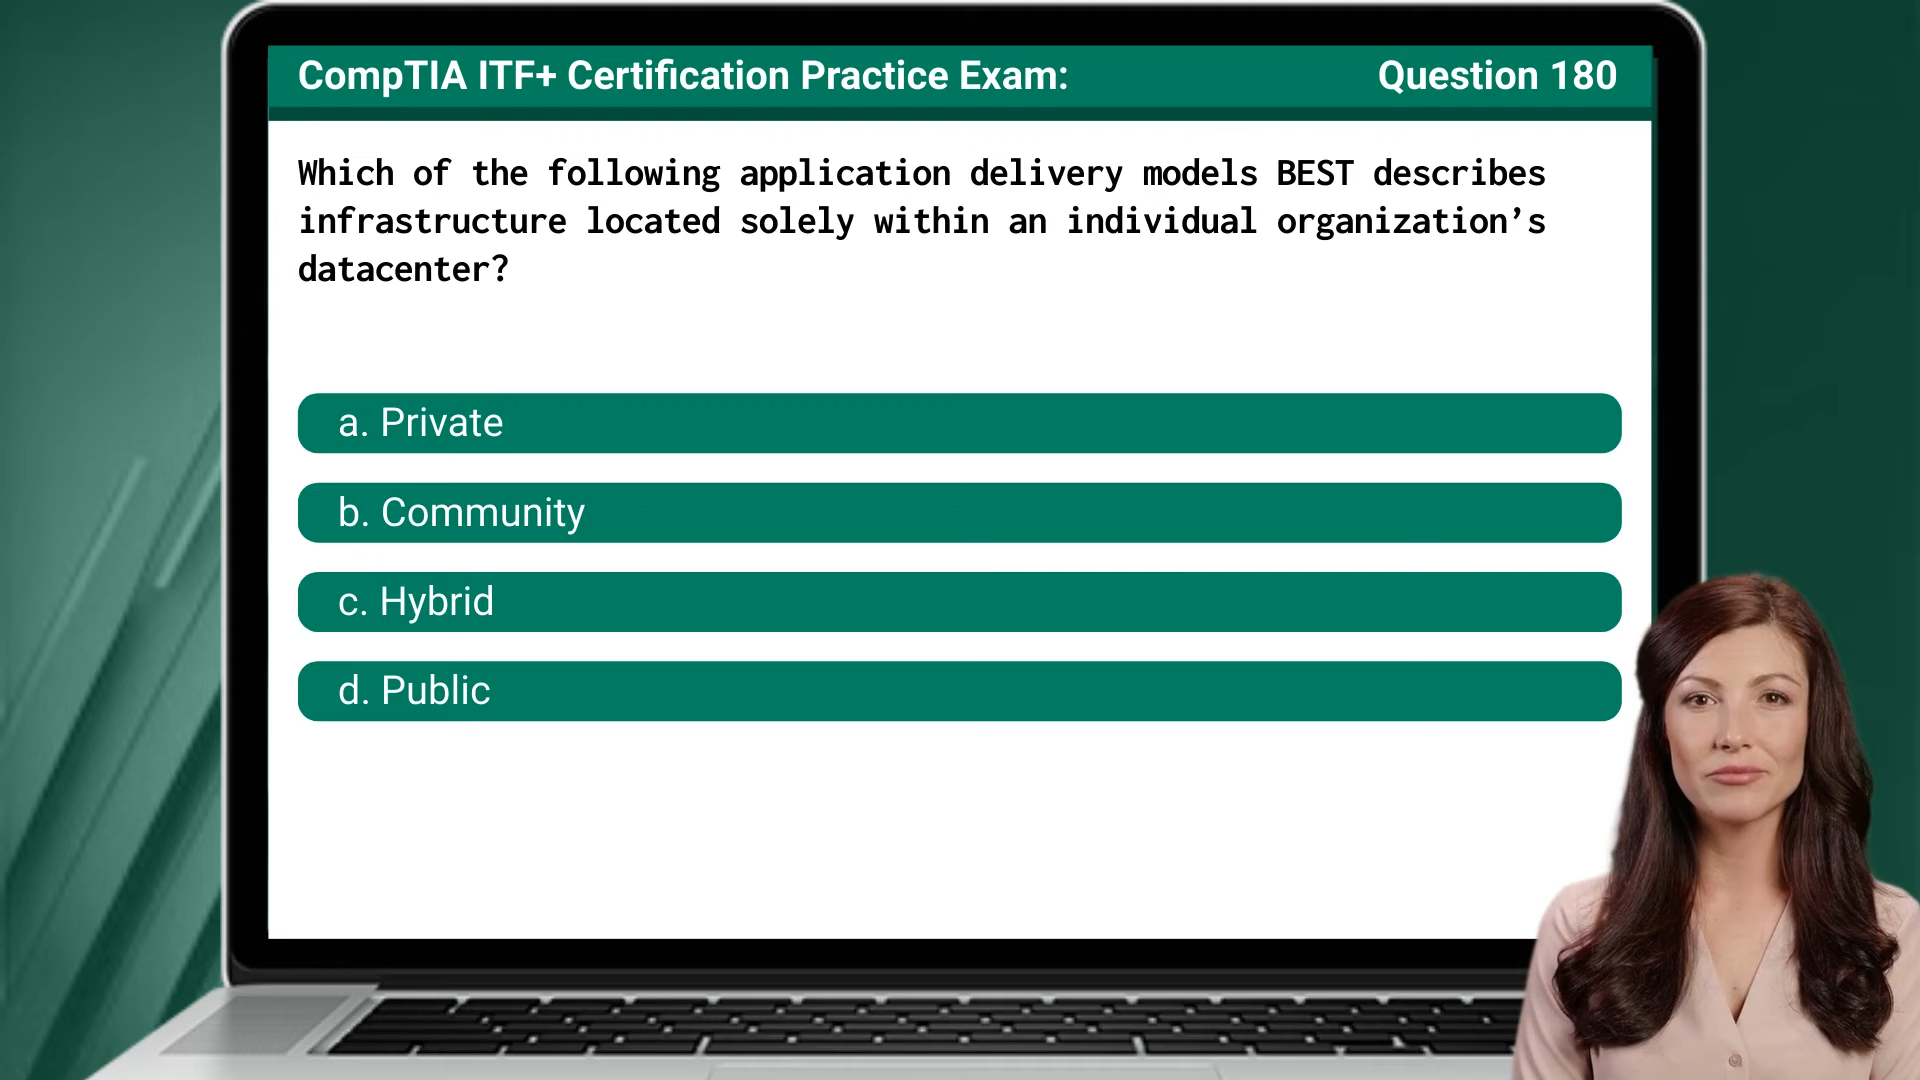 CompTIA ITF+ Certification Practice Exam:
Question 180
Which of the following application delivery models BEST describes
infrastructure located solely within an individual organization’s
datacenter?
a. Private
b. Community
c. Hybrid
d. Public